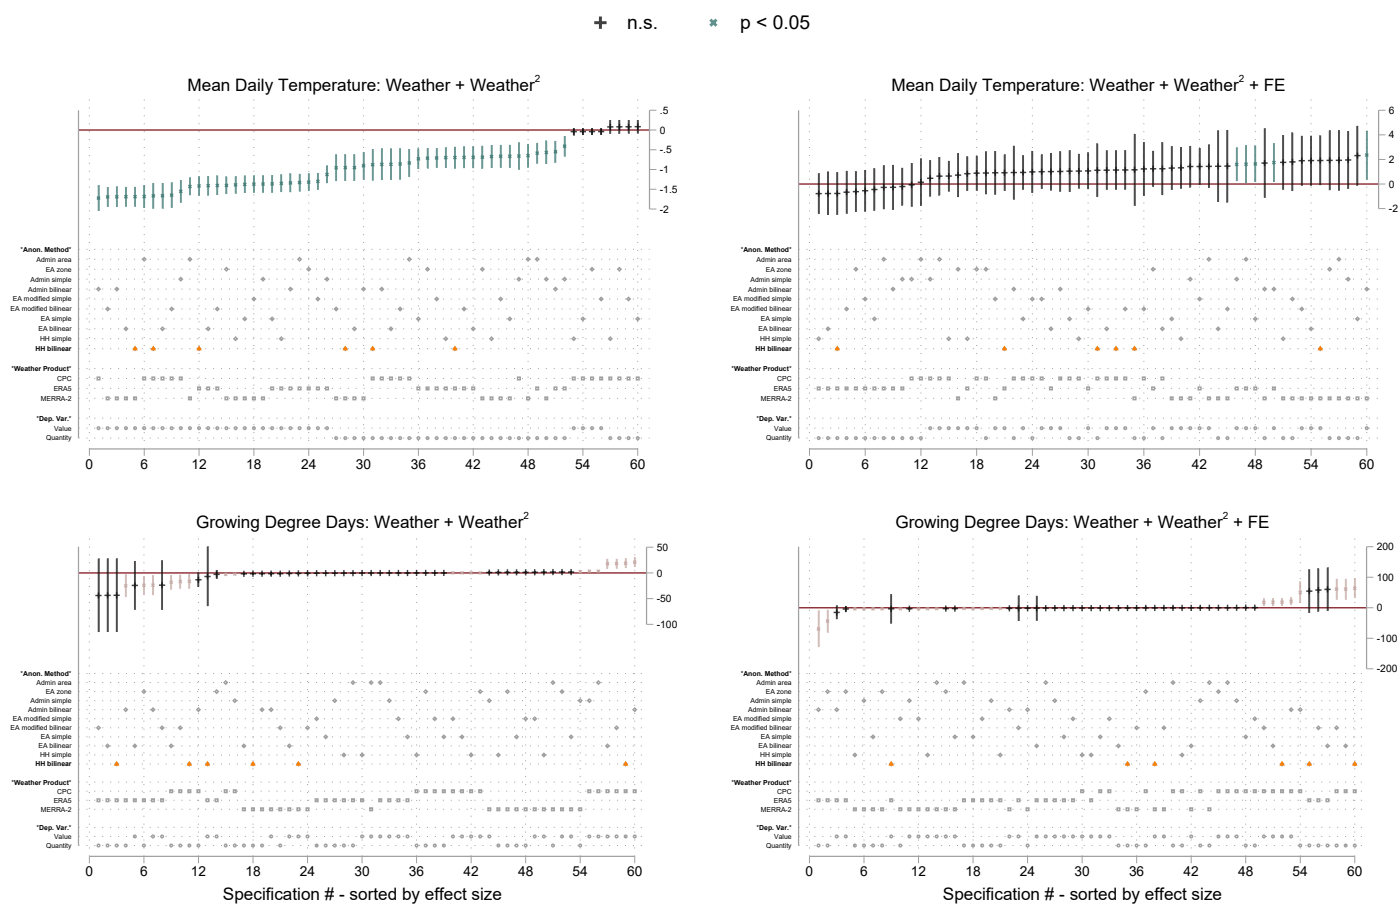 n.s. p < 0.05
Mean Daily Temperature: Weather + Weather²
.5
0
-.5
-1
-1.5
-2
"Anon. Method"
Admin area
EA zone
Admin simple
Admin bilinear
EA modified simple
EA modified bilinear
EA simple
EA bilinear
HH simple
HH bilinear
"Weather Product"
CPC
ERA5
MERRA-2
"Dep. Var."
Value
Quantity
0 6 12 18 24 30 36 42 48 54 60
Mean Daily Temperature: Weather + Weather² + FE
6
4
2
0
-2
"Anon. Method"
Admin area
EA zone
Admin simple
Admin bilinear
EA modified simple
EA modified bilinear
EA simple
EA bilinear
HH simple
HH bilinear
"Weather Product"
CPC
ERA5
MERRA-2
"Dep. Var."
Value
Quantity
0 6 12 18 24 30 36 42 48 54 60
Growing Degree Days: Weather + Weather²
50
0
-50
-100
"Anon. Method"
Admin area
EA zone
Admin simple
Admin bilinear
EA modified simple
EA modified bilinear
EA simple
EA bilinear
HH simple
HH bilinear
"Weather Product"
CPC
ERA5
MERRA-2
"Dep. Var."
Value
Quantity
0 6 12 18 24 30 36 42 48 54 60
Specification # - sorted by effect size
Growing Degree Days: Weather + Weather² + FE
200
100
0
-100
-200
"Anon. Method"
Admin area
EA zone
Admin simple
Admin bilinear
EA modified simple
EA modified bilinear
EA simple
EA bilinear
HH simple
HH bilinear
"Weather Product"
CPC
ERA5
MERRA-2
"Dep. Var."
Value
Quantity
0 6 12 18 24 30 36 42 48 54 60
Specification # - sorted by effect size